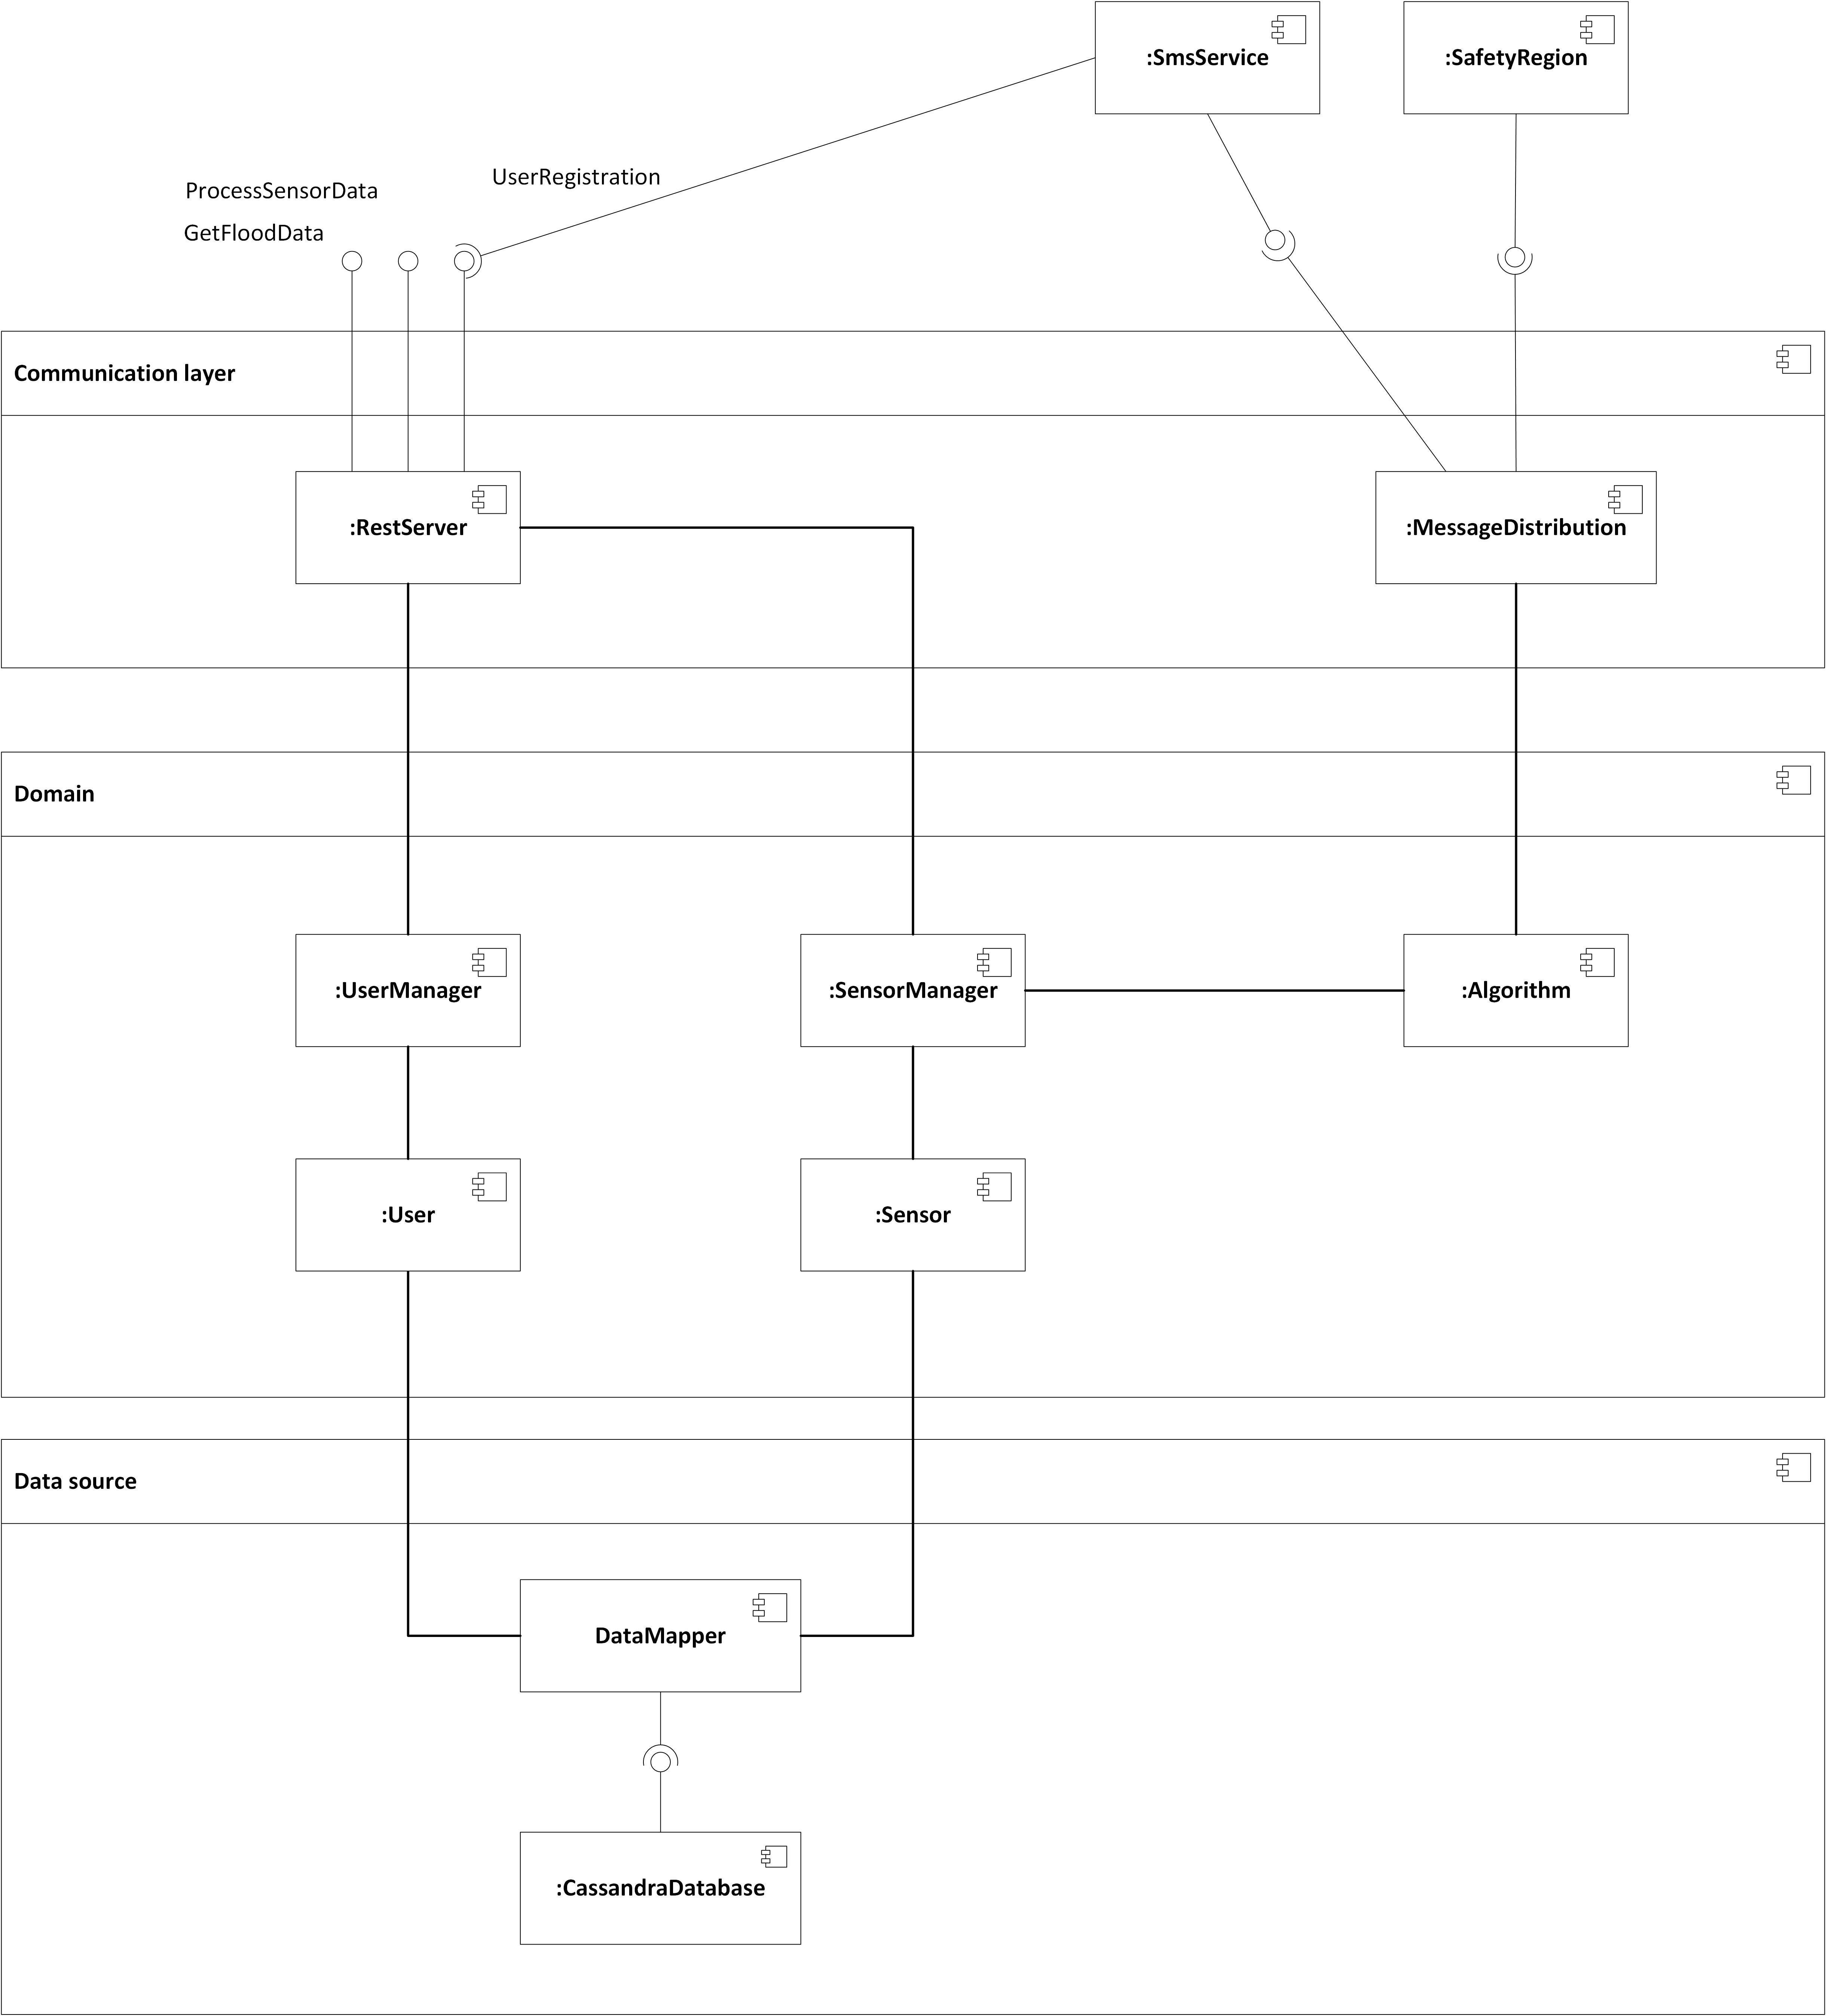 :SmsService
:SafetyRegion
UserRegistration
ProcessSensorData
GetFloodData
Communication layer
:RestServer
:MessageDistribution
Domain
:UserManager
:SensorManager
:Algorithm
:User
:Sensor
Data source
DataMapper
:CassandraDatabase